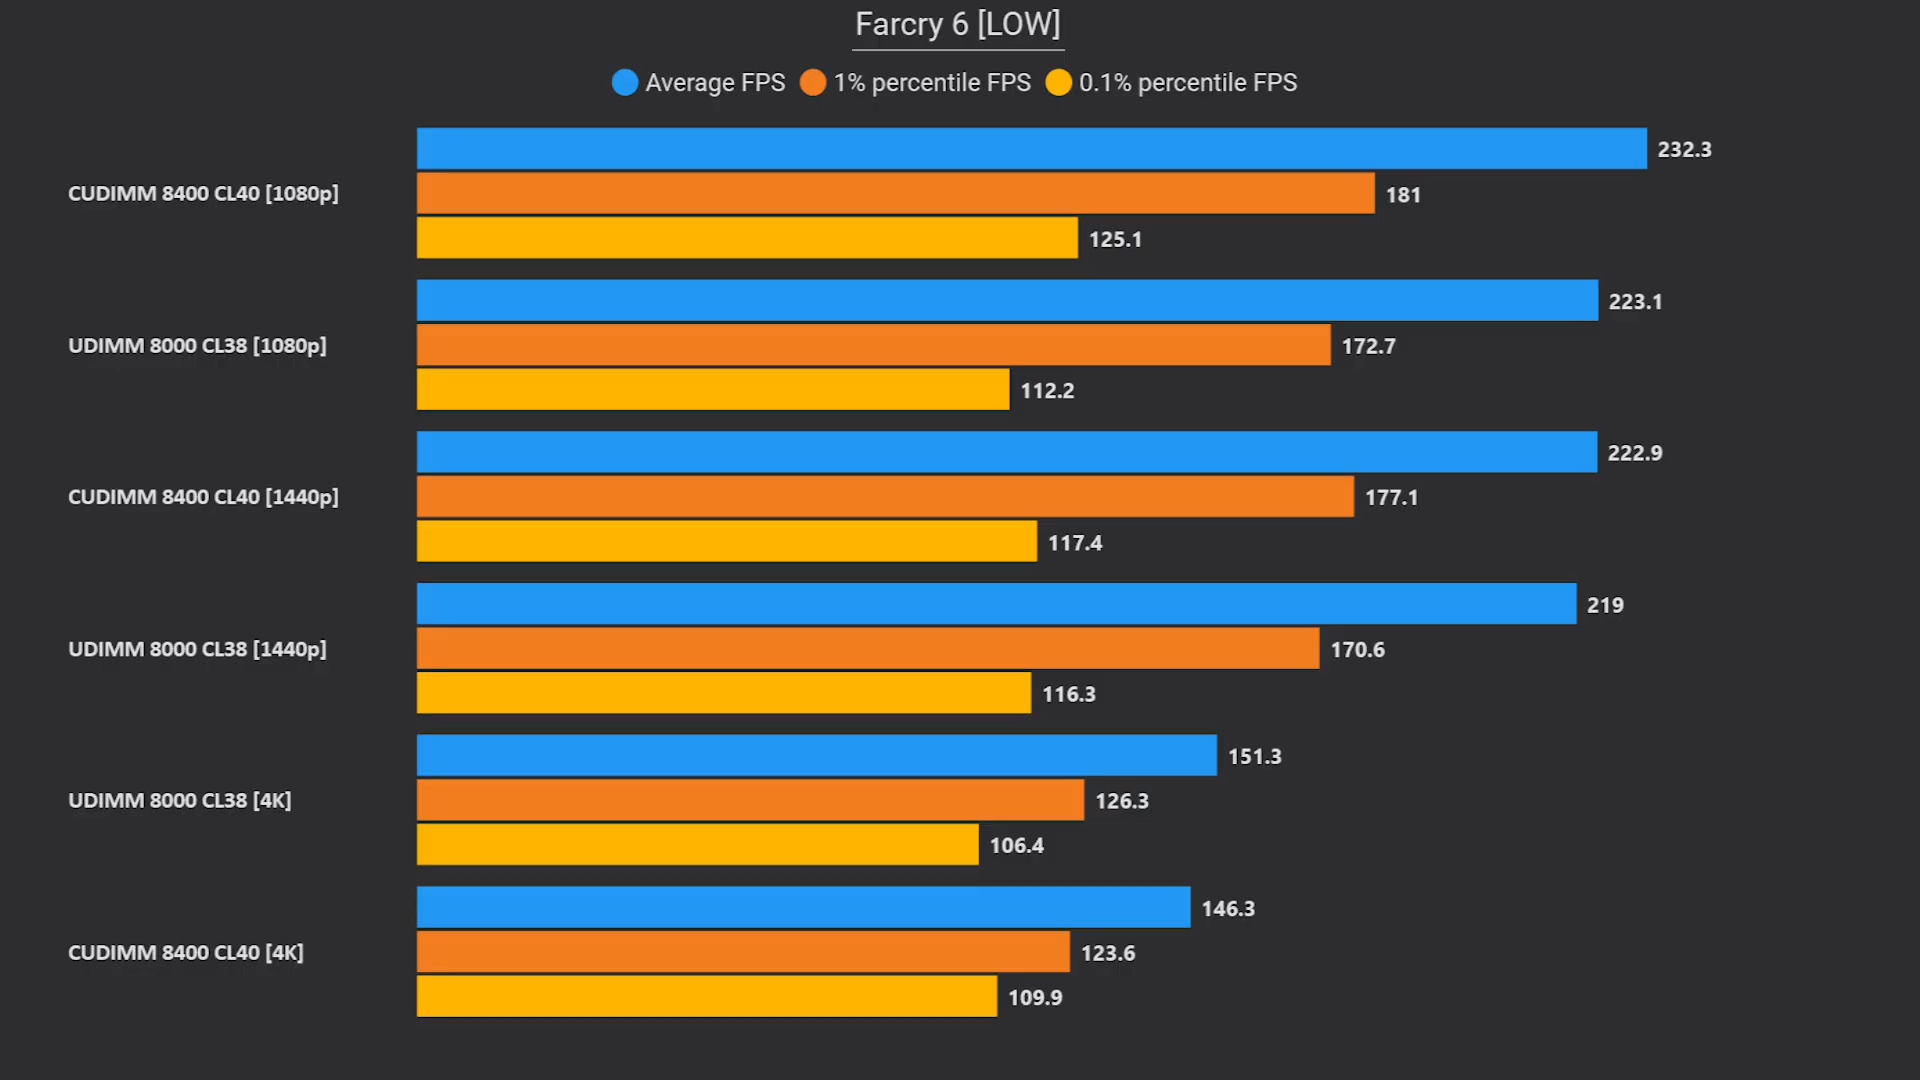 Farcry 6 [LOW]
Average FPS 1% percentile FPS 0.1% percentile FPS
CUDIMM 8400 CL40 [1080p]
232.3
181
125.1
UDIMM 8000 CL38 [1080p]
223.1
172.7
112.2
CUDIMM 8400 CL40 [1440p]
222.9
177.1
117.4
UDIMM 8000 CL38 [1440p]
219
170.6
116.3
UDIMM 8000 CL38 [4K]
151.3
126.3
106.4
CUDIMM 8400 CL40 [4K]
146.3
123.6
109.9